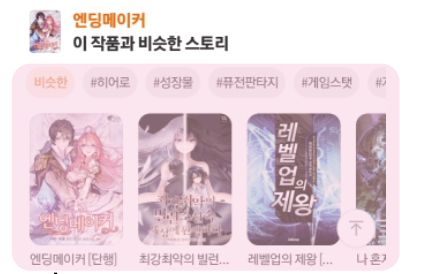 엔딩메이커
이 작품과 비슷한 스토리
비슷한 #히어로 #성장물 #퓨전판타지 #게임스탯
엔딩메이커
레벨업의 제왕
엔딩메이커 [단행] 최강최악의 빌런... 레벨업의 제왕 [... 나 혼자